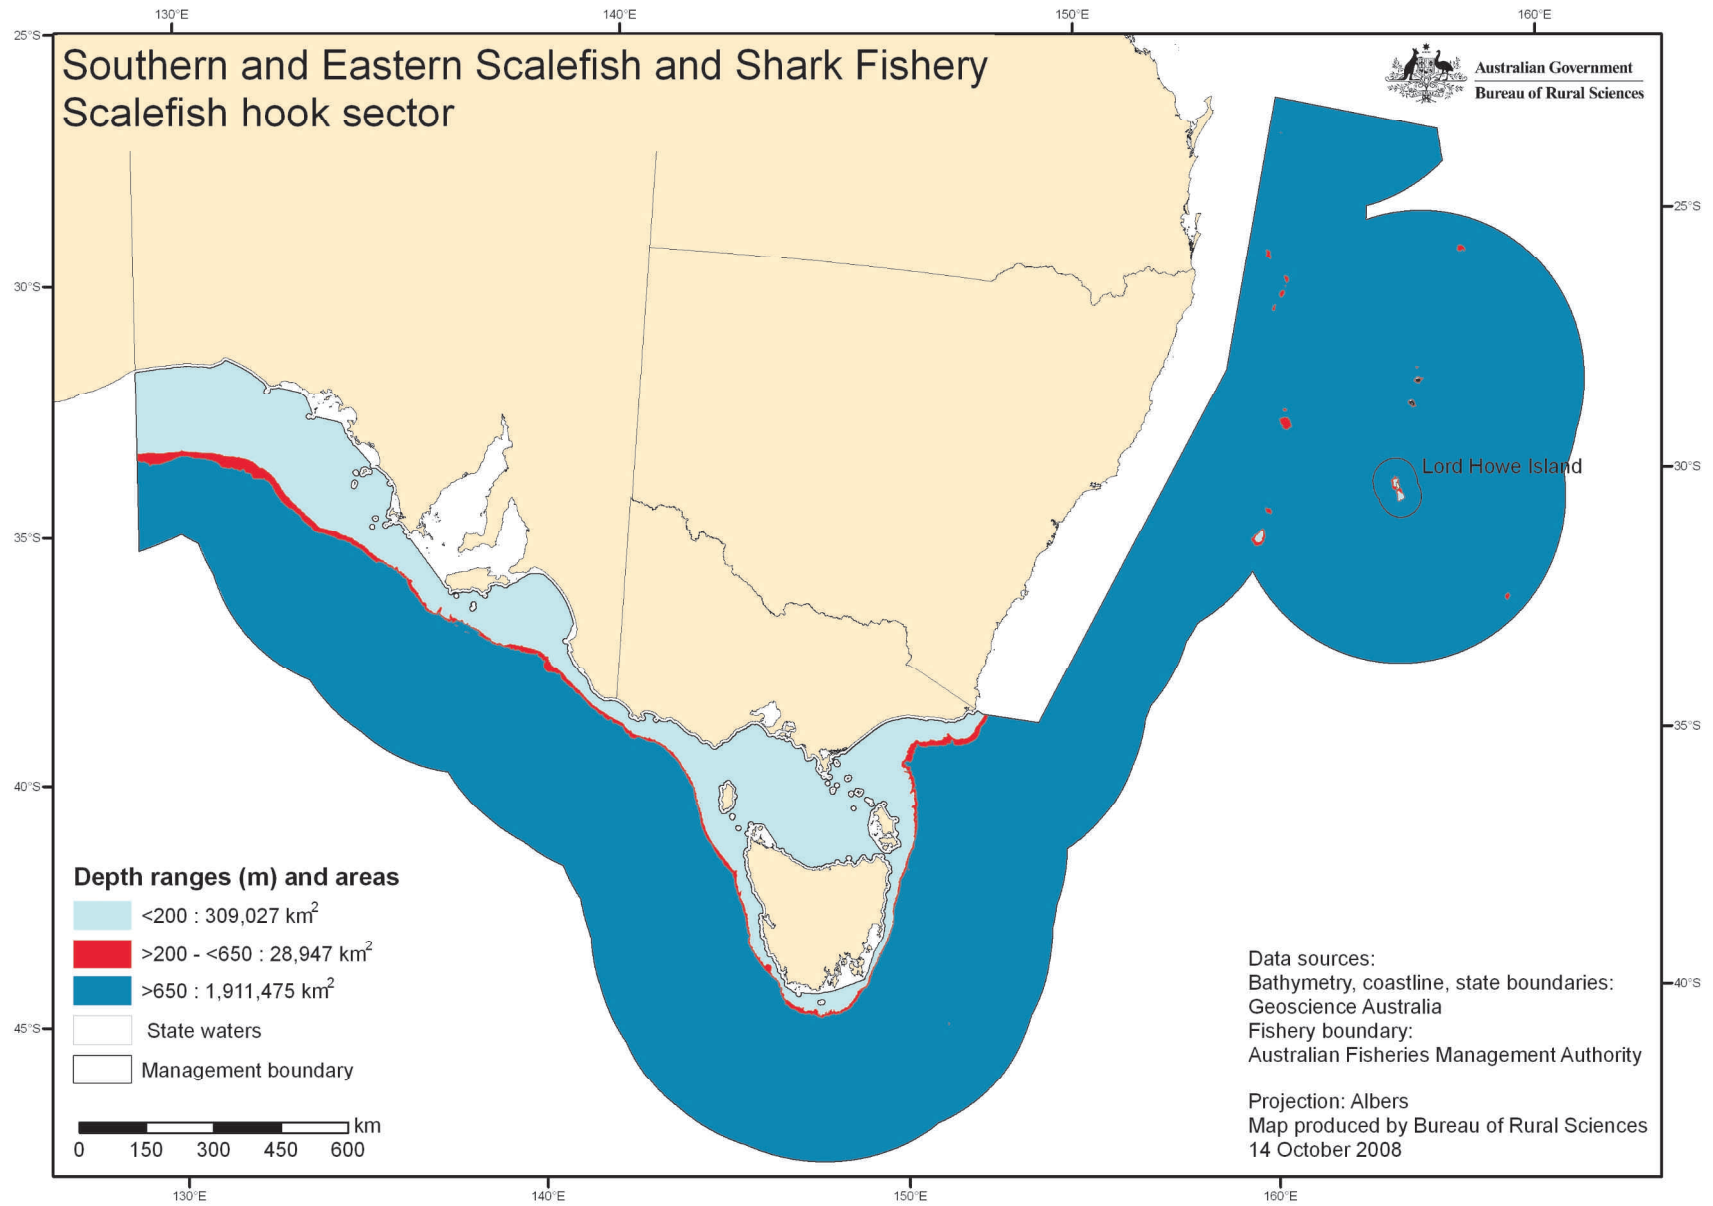 130°E 140°E 150°E 160°E
25°S
Southern and Eastern Scalefish and Shark Fishery
Scalefish hook sector
Australian Government
Bureau of Rural Sciences
25°S
30°S
Lord Howe Island
30°S
35°S
35°S
40°S
Depth ranges (m) and areas
<200 : 309,027 km²
>200 - <650 : 28,947 km²
>650 : 1,911,475 km²
State waters
Management boundary
km
0 150 300 450 600
45°S
Data sources:
Bathymetry, coastline, state boundaries:
Geoscience Australia
Fishery boundary:
Australian Fisheries Management Authority
Projection: Albers
Map produced by Bureau of Rural Sciences
14 October 2008
40°S
130°E 140°E 150°E 160°E